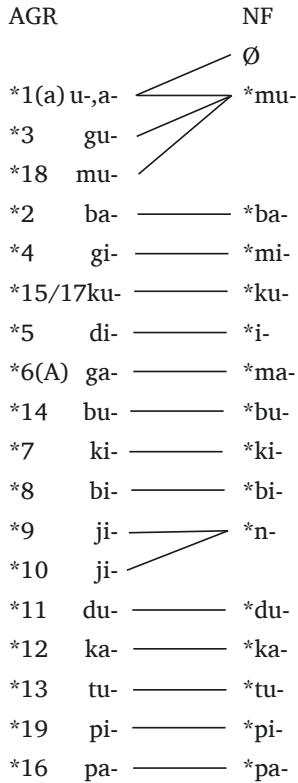 AGR NF
Ø
*1(a) u-,a- *mu-
*3 gu-
*18 mu-
*2 ba- *ba-
*4 gi- *mi-
*15/17ku- *ku-
*5 di- *i-
*6(A) ga- *ma-
*14 bu- *bu-
*7 ki- *ki-
*8 bi- *bi-
*9 ji- *n-
*10 ji-
*11 du- *du-
*12 ka- *ka-
*13 tu- *tu-
*19 pi- *pi-
*16 pa- *pa-